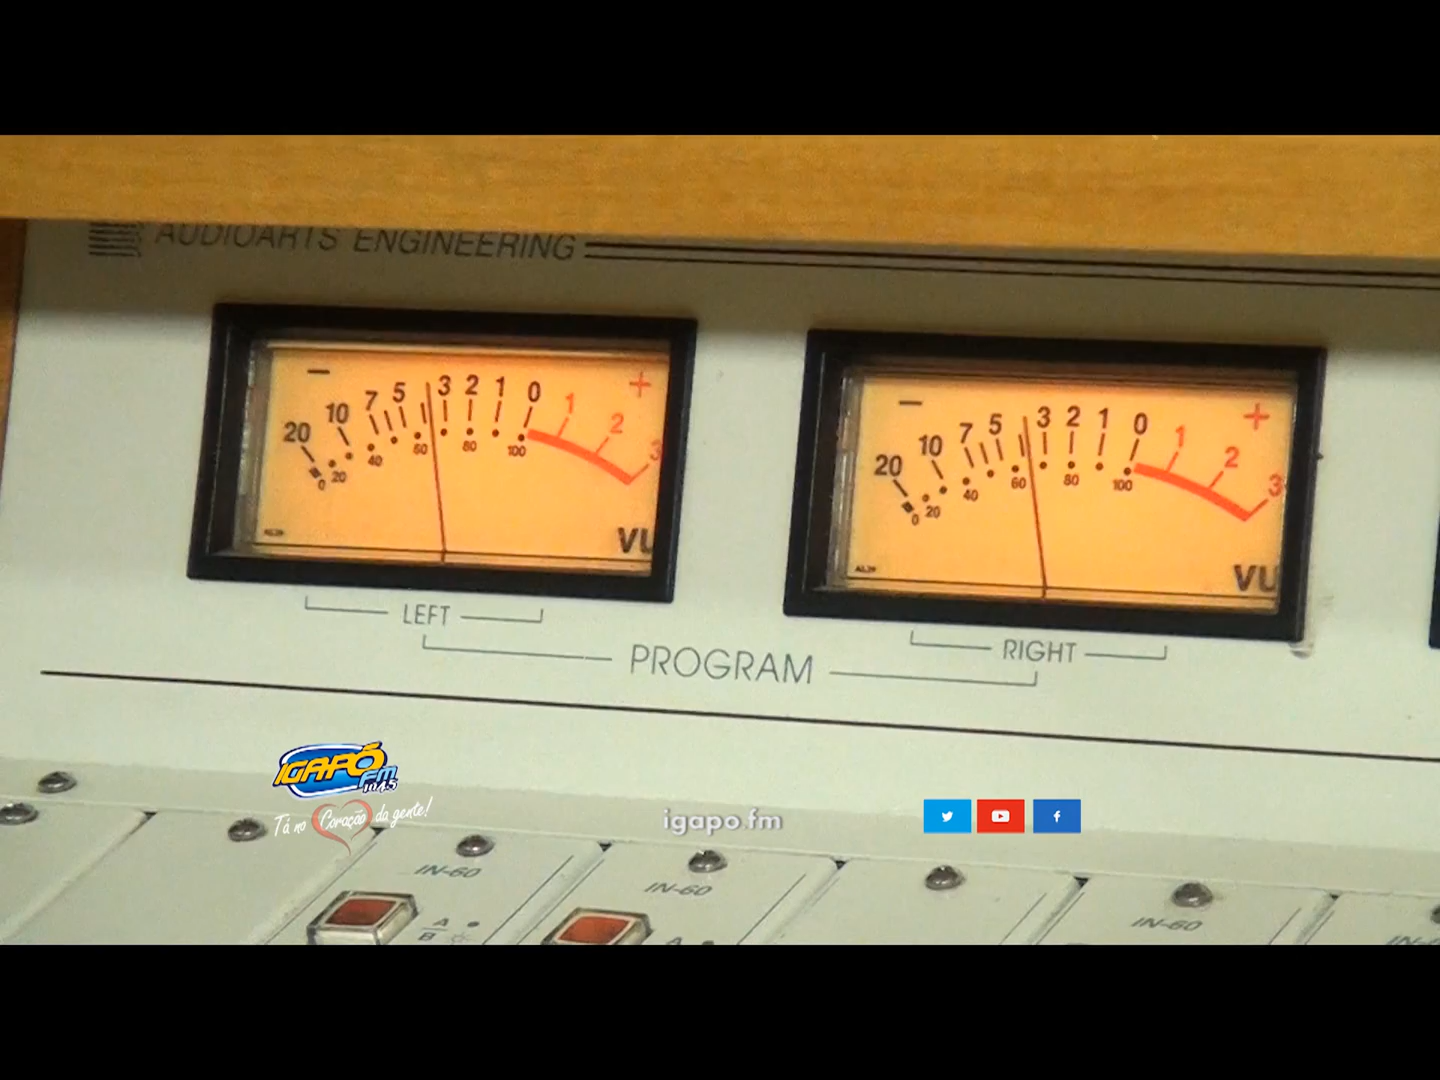 AUDIOARTS ENGINEERING
− +
20 10 7 5 3 2 1 0 1 2 3
0 20 40 60 80 100
VU
− +
20 10 7 5 3 2 1 0 1 2 3
0 20 40 60 80 100
VU
LEFT
RIGHT
PROGRAM
IGAPÓ
FM
104,5
Tá no Coração da gente!
igapo.fm
IN-60
IN-60
IN-60
A
B
A